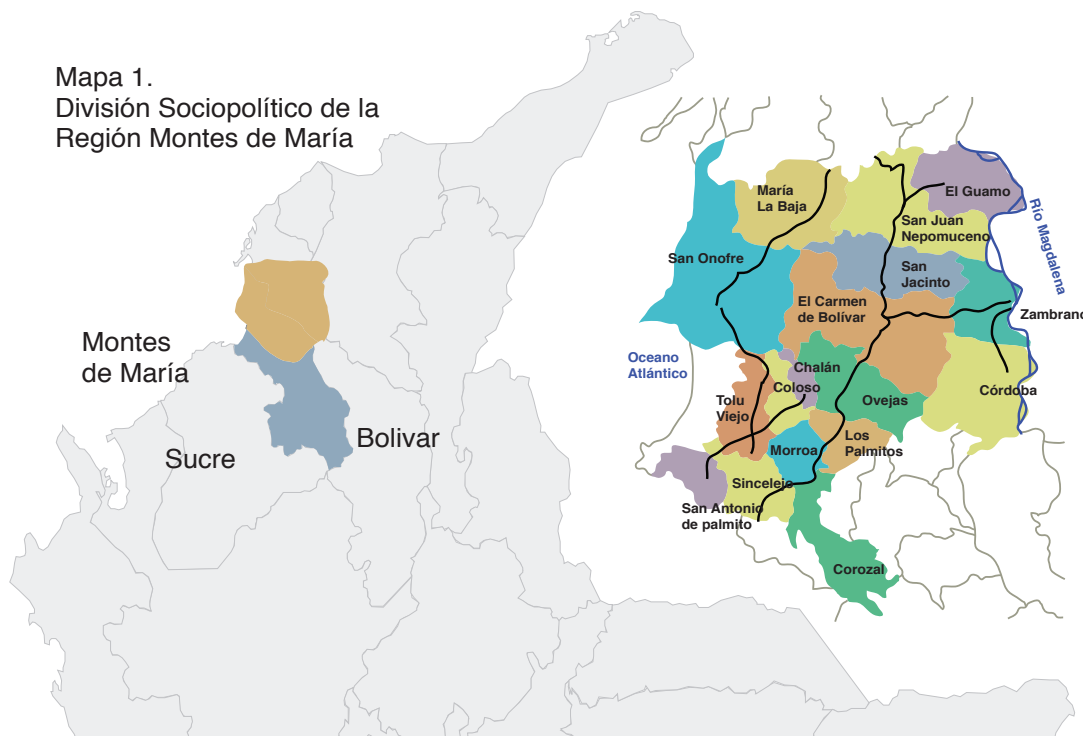 Mapa 1.
División Sociopolítico de la
Región Montes de María
Montes
de María
Sucre
Bolivar
María
La Baja
El Guamo
San Juan
Nepomuceno
Río Magdalena
San Onofre
San
Jacinto
El Carmen
de Bolívar
Zambrano
Oceano
Atlántico
Chalán
Coloso
Tolu
Viejo
Ovejas
Córdoba
Los
Palmitos
Morroa
Sincelejo
San Antonio
de palmito
Corozal